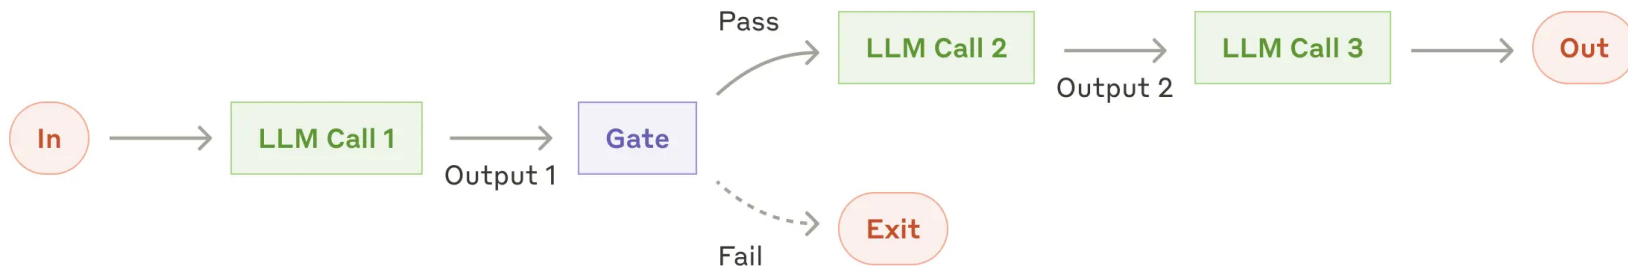 In
LLM Call 1
Output 1
Gate
Pass
LLM Call 2
Output 2
LLM Call 3
Out
Fail
Exit